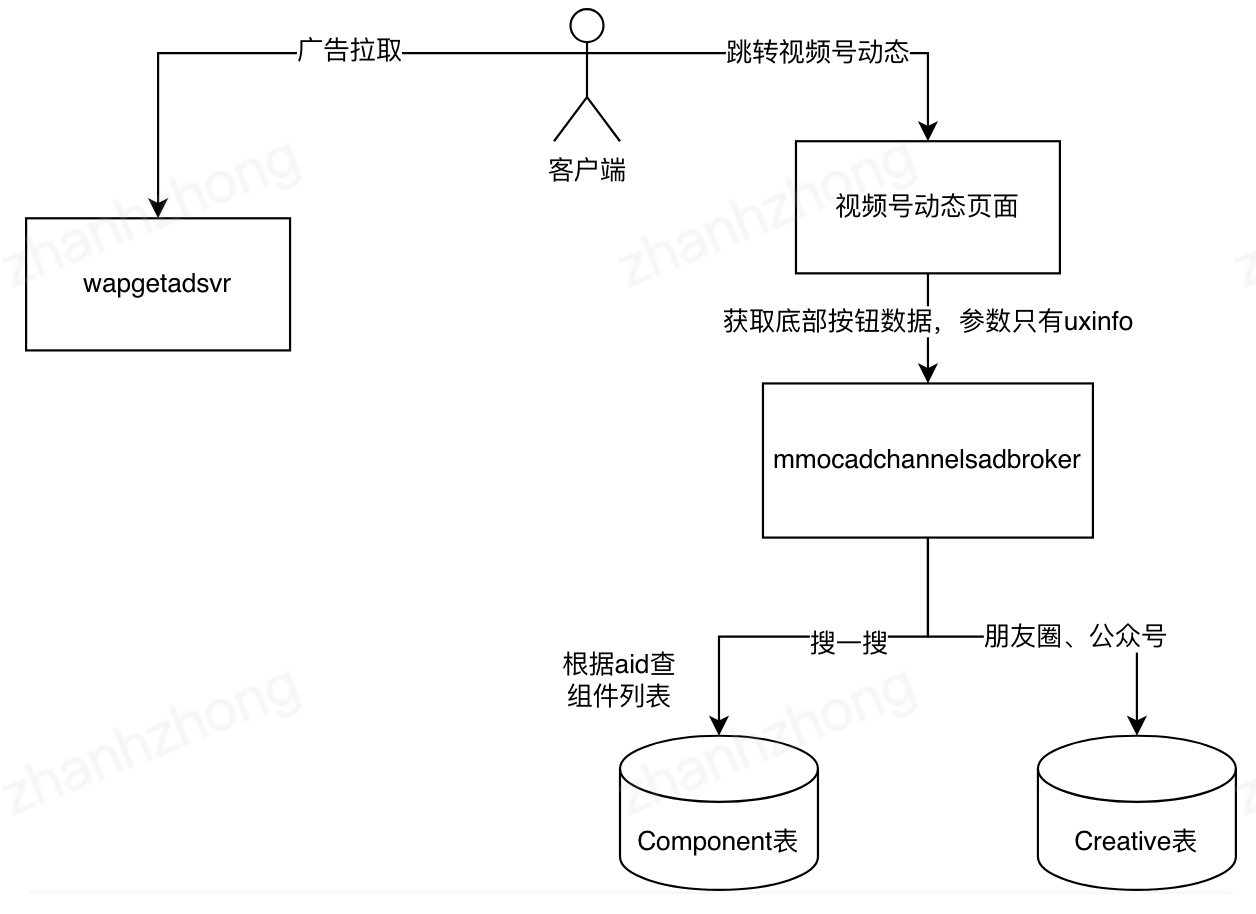 广告拉取
跳转视频号动态
客户端
视频号动态页面
wapgetadsvr
获取底部按钮数据，参数只有uxinfo
mmocadchannelsadbroker
搜一搜
朋友圈、公众号
根据aid查
组件列表
Component表
Creative表
zhanhzhong
zhanhzhong
zhanhzhong
zhanhzhong